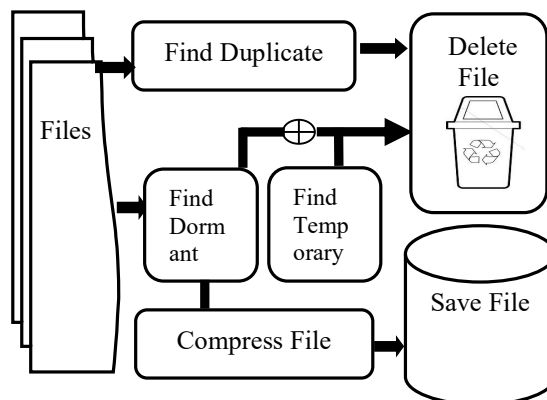 Find Duplicate
Delete
File
Files
Find
Dorm
ant
Find
Temp
orary
Compress File
Save File